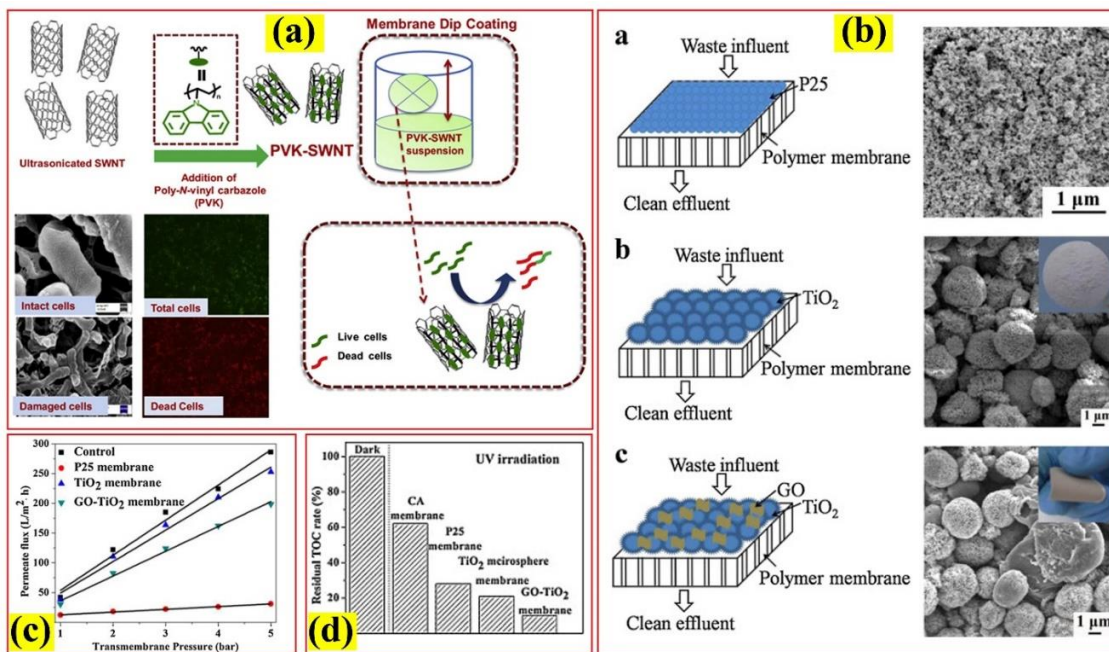 (a)
Ultrasonicated SWNT
N
n
PVK-SWNT
Addition of
Poly-N-vinyl carbazole
(PVK)
Membrane Dip Coating
PVK-SWNT
suspension
Intact cells
Total cells
Damaged cells
Dead Cells
Live cells
Dead cells
(b)
a
Waste influent
P25
Polymer membrane
Clean effluent
1 μm
b
Waste influent
TiO2
Polymer membrane
Clean effluent
1 μm
c
Waste influent
GO
TiO2
Polymer membrane
Clean effluent
1 μm
(c)
Permeate flux (L/m². h)
300
250
200
150
100
50
Control
P25 membrane
TiO2 membrane
GO-TiO2 membrane
1 2 3 4 5
Transmembrane Pressure (bar)
(d)
Residual TOC rate (%)
100
80
60
40
20
Dark
UV irradiation
CA
membrane
P25
membrane
TiO2 mcirosphere
membrane
GO-TiO2
membrane